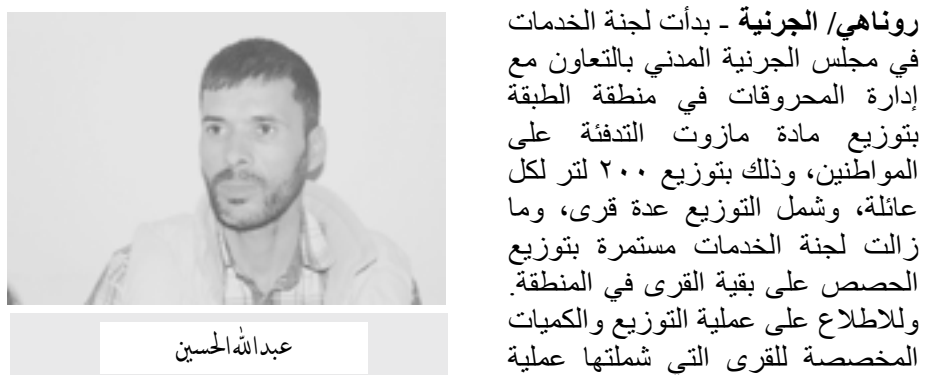 روناهي/ الجرنية - بدأت لجنة الخدمات
في مجلس الجرنية المدني بالتعاون مع
إدارة المحروقات في منطقة الطبقة
بتوزيع مادة مازوت التدفئة على
المواطنين، وذلك بتوزيع ٢٠٠ لتر لكل
عائلة، وشمل التوزيع عدة قرى، وما
زالت لجنة الخدمات مستمرة بتوزيع
الحصص على بقية القرى في المنطقة.
وللاطلاع على عملية التوزيع والكميات
المخصصة للقرى التي شملتها عملية
عبدالله الحسين